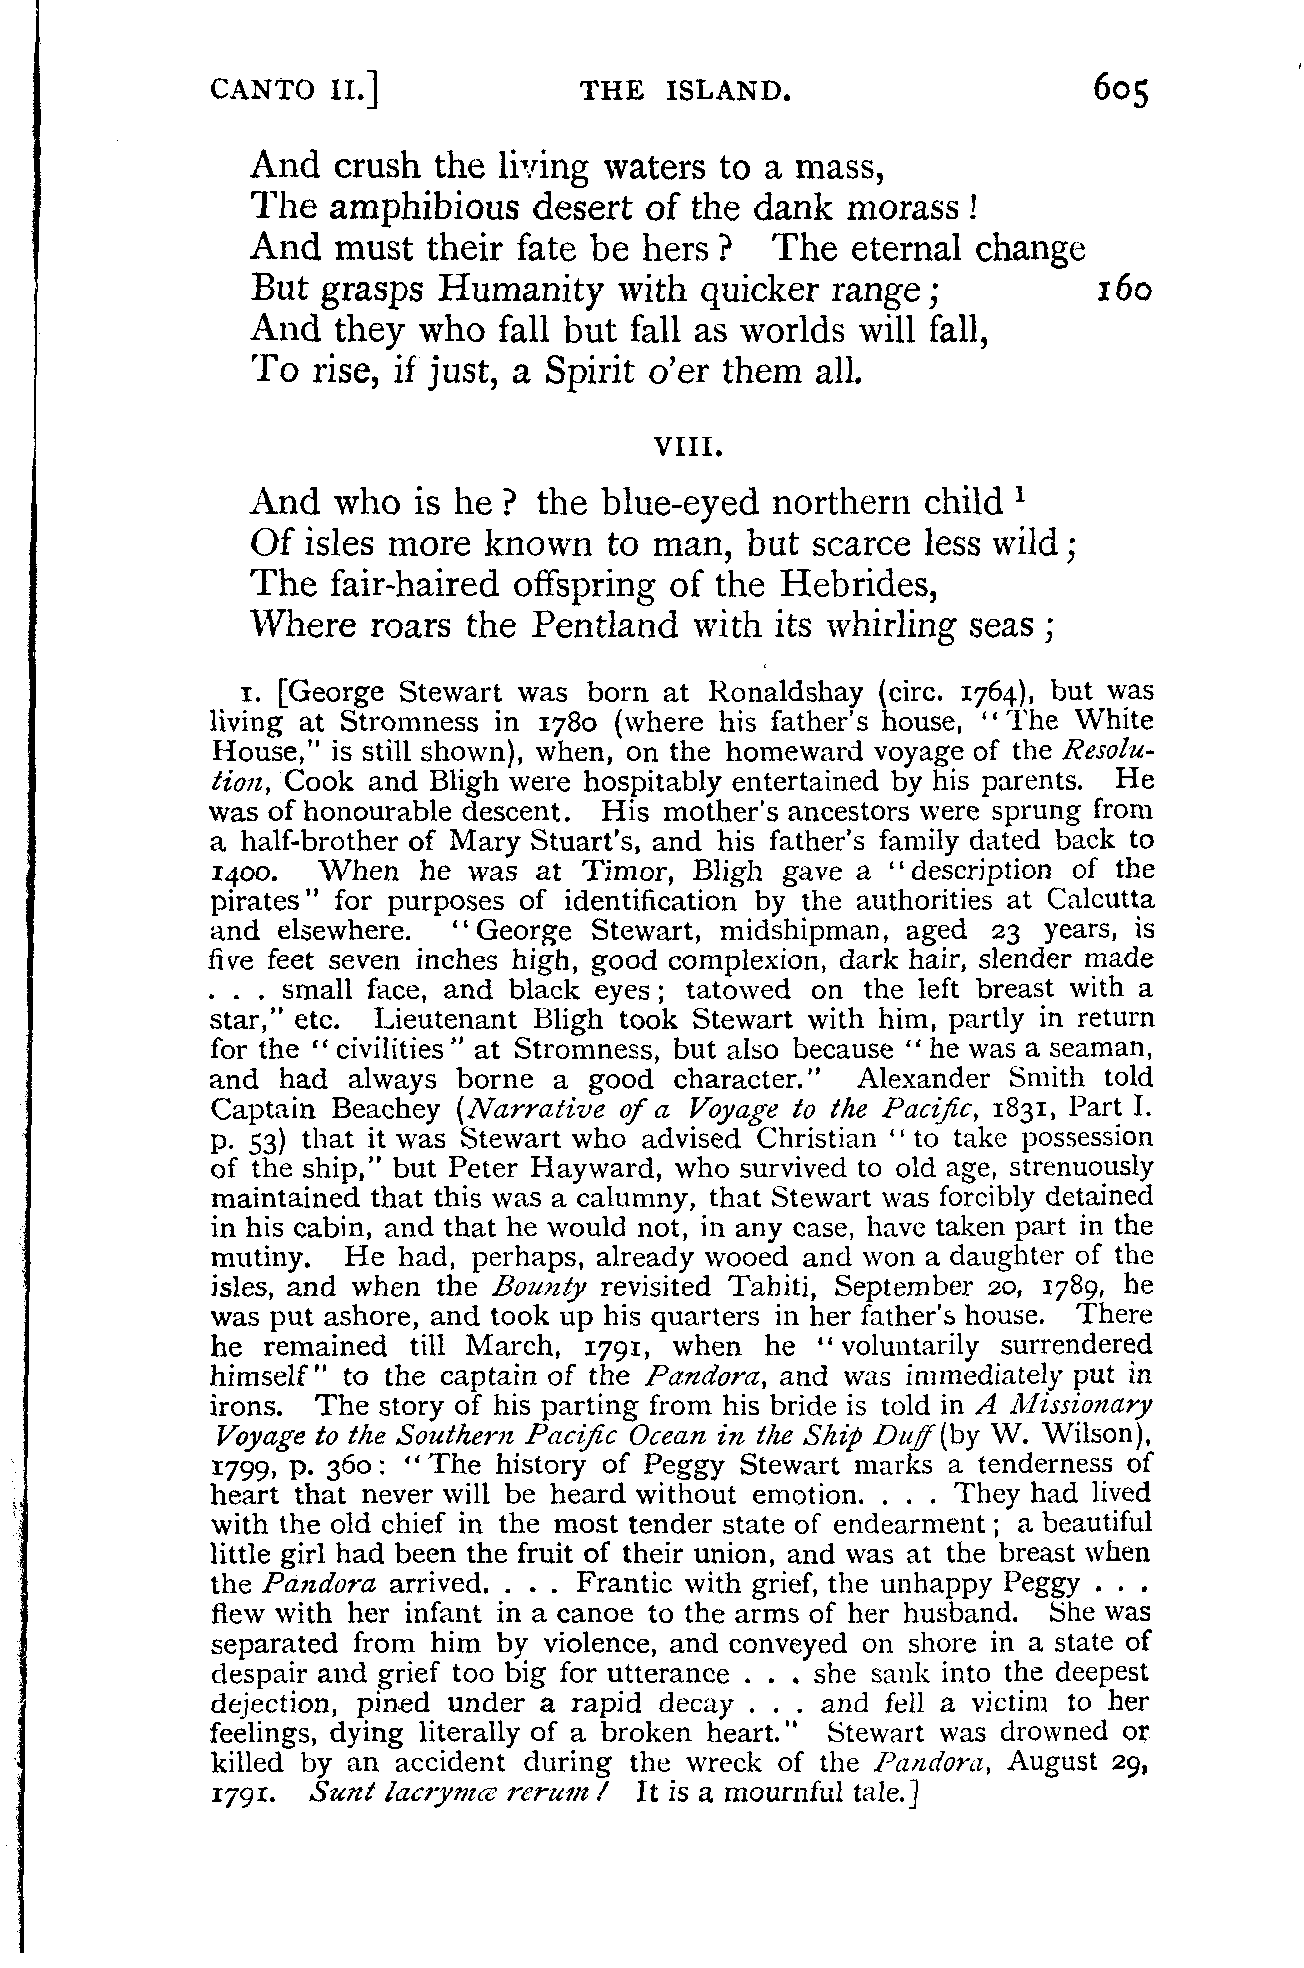 CANTO II.] THE ISLAND. 605
And crush the living waters to a mass,
The amphibious desert of the dank morass !
And must their fate be hers ? The eternal change
But grasps Humanity with quicker range ; 160
And they who fall but fall as worlds will fall,
To rise, if just, a Spirit o'er them all.
VIII.
And who is he ? the blue-eyed northern child ¹
Of isles more known to man, but scarce less wild ;
The fair-haired offspring of the Hebrides,
Where roars the Pentland with its whirling seas ;
1. [George Stewart was born at Ronaldshay (circ. 1764), but was
living at Stromness in 1780 (where his father's house, "The White
House," is still shown), when, on the homeward voyage of the Resolu-
tion, Cook and Bligh were hospitably entertained by his parents. He
was of honourable descent. His mother's ancestors were sprung from
a half-brother of Mary Stuart's, and his father's family dated back to
1400. When he was at Timor, Bligh gave a "description of the
pirates" for purposes of identification by the authorities at Calcutta
and elsewhere. "George Stewart, midshipman, aged 23 years, is
five feet seven inches high, good complexion, dark hair, slender made
. . . small face, and black eyes ; tatowed on the left breast with a
star," etc. Lieutenant Bligh took Stewart with him, partly in return
for the "civilities" at Stromness, but also because "he was a seaman,
and had always borne a good character." Alexander Smith told
Captain Beachey (Narrative of a Voyage to the Pacific, 1831, Part I.
p. 53) that it was Stewart who advised Christian "to take possession
of the ship," but Peter Hayward, who survived to old age, strenuously
maintained that this was a calumny, that Stewart was forcibly detained
in his cabin, and that he would not, in any case, have taken part in the
mutiny. He had, perhaps, already wooed and won a daughter of the
isles, and when the Bounty revisited Tahiti, September 20, 1789, he
was put ashore, and took up his quarters in her father's house. There
he remained till March, 1791, when he "voluntarily surrendered
himself" to the captain of the Pandora, and was immediately put in
irons. The story of his parting from his bride is told in A Missionary
Voyage to the Southern Pacific Ocean in the Ship Duff (by W. Wilson),
1799, p. 360: "The history of Peggy Stewart marks a tenderness of
heart that never will be heard without emotion. . . . They had lived
with the old chief in the most tender state of endearment ; a beautiful
little girl had been the fruit of their union, and was at the breast when
the Pandora arrived. . . . Frantic with grief, the unhappy Peggy . . .
flew with her infant in a canoe to the arms of her husband. She was
separated from him by violence, and conveyed on shore in a state of
despair and grief too big for utterance . . . she sank into the deepest
dejection, pined under a rapid decay . . . and fell a victim to her
feelings, dying literally of a broken heart." Stewart was drowned or
killed by an accident during the wreck of the Pandora, August 29,
1791. Sunt lacrymæ rerum ! It is a mournful tale.]